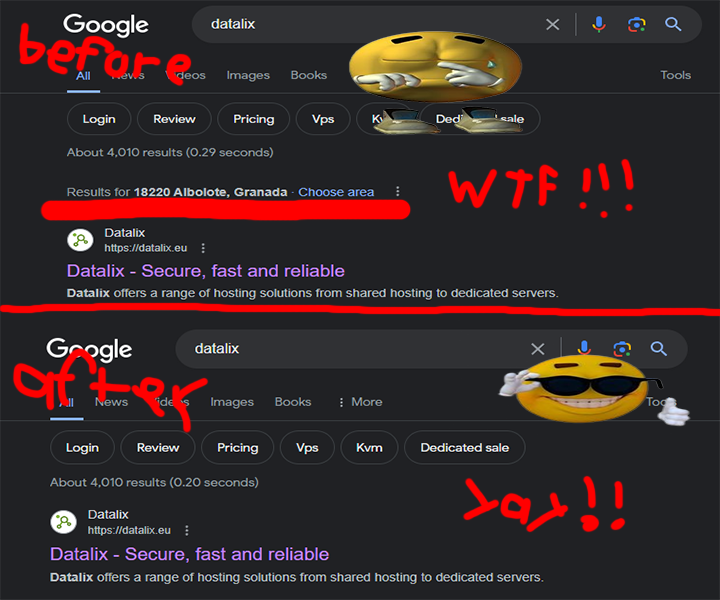 Google datalix
before
All News Videos Images Books Tools
Login Review Pricing Vps Dedi sale
About 4,010 results (0.29 seconds)
Results for 18220 Albolote, Granada · Choose area
WTF!!!
Datalix
https://datalix.eu
Datalix - Secure, fast and reliable
Datalix offers a range of hosting solutions from shared hosting to dedicated servers.
Google datalix
after
All News Videos Images Books More Too
Login Review Pricing Vps Kvm Dedicated sale
About 4,010 results (0.20 seconds)
yay!!
Datalix
https://datalix.eu
Datalix - Secure, fast and reliable
Datalix offers a range of hosting solutions from shared hosting to dedicated servers.